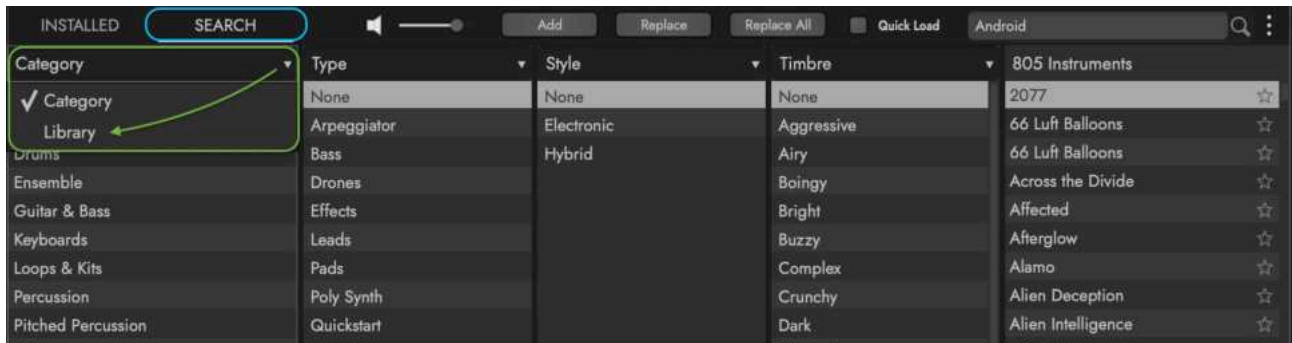 INSTALLED SEARCH Add Replace Replace All Quick Load Android
Category Type Style Timbre 805 Instruments
Category None None None 2077
Library Arpeggiator Electronic Aggressive 66 Luft Balloons
Drums Bass Hybrid Airy 66 Luft Balloons
Ensemble Drones Boingy Across the Divide
Guitar & Bass Effects Bright Affected
Keyboards Leads Buzzy Afterglow
Loops & Kits Pads Complex Alamo
Percussion Poly Synth Crunchy Alien Deception
Pitched Percussion Quickstart Dark Alien Intelligence